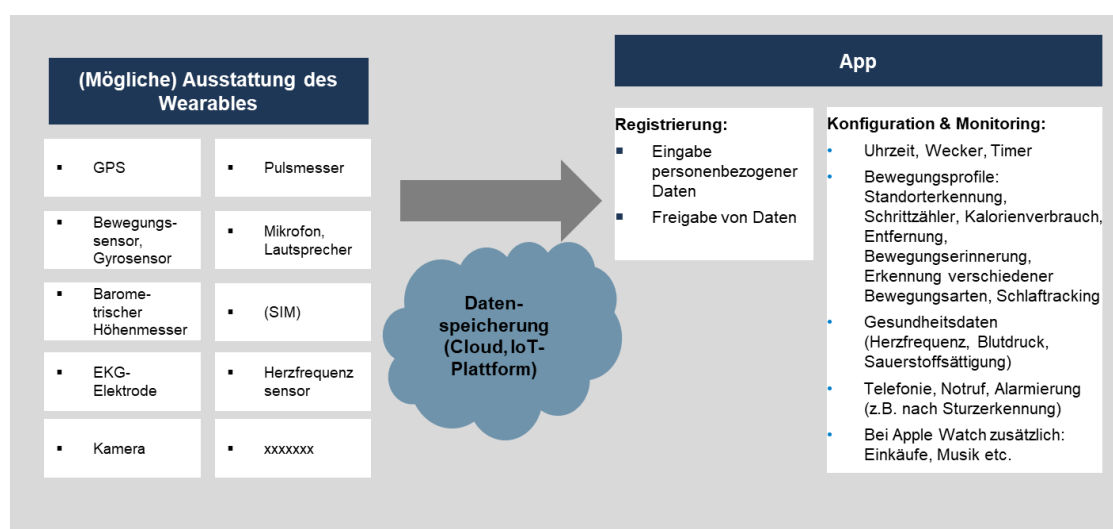 (Mögliche) Ausstattung des
Wearables
GPS
Pulsmesser
Bewegungs-
sensor,
Gyrosensor
Mikrofon,
Lautsprecher
Barome-
trischer
Höhenmesser
(SIM)
EKG-
Elektrode
Herzfrequenz
sensor
Kamera
xxxxxxx
Daten-
speicherung
(Cloud, IoT-
Plattform)
App
Registrierung:
Eingabe
personenbezogener
Daten
Freigabe von Daten
Konfiguration & Monitoring:
Uhrzeit, Wecker, Timer
Bewegungsprofile:
Standorterkennung,
Schrittzähler, Kalorienverbrauch,
Entfernung,
Bewegungserinnerung,
Erkennung verschiedener
Bewegungsarten, Schlaftracking
Gesundheitsdaten
(Herzfrequenz, Blutdruck,
Sauerstoffsättigung)
Telefonie, Notruf, Alarmierung
(z.B. nach Sturzerkennung)
Bei Apple Watch zusätzlich:
Einkäufe, Musik etc.